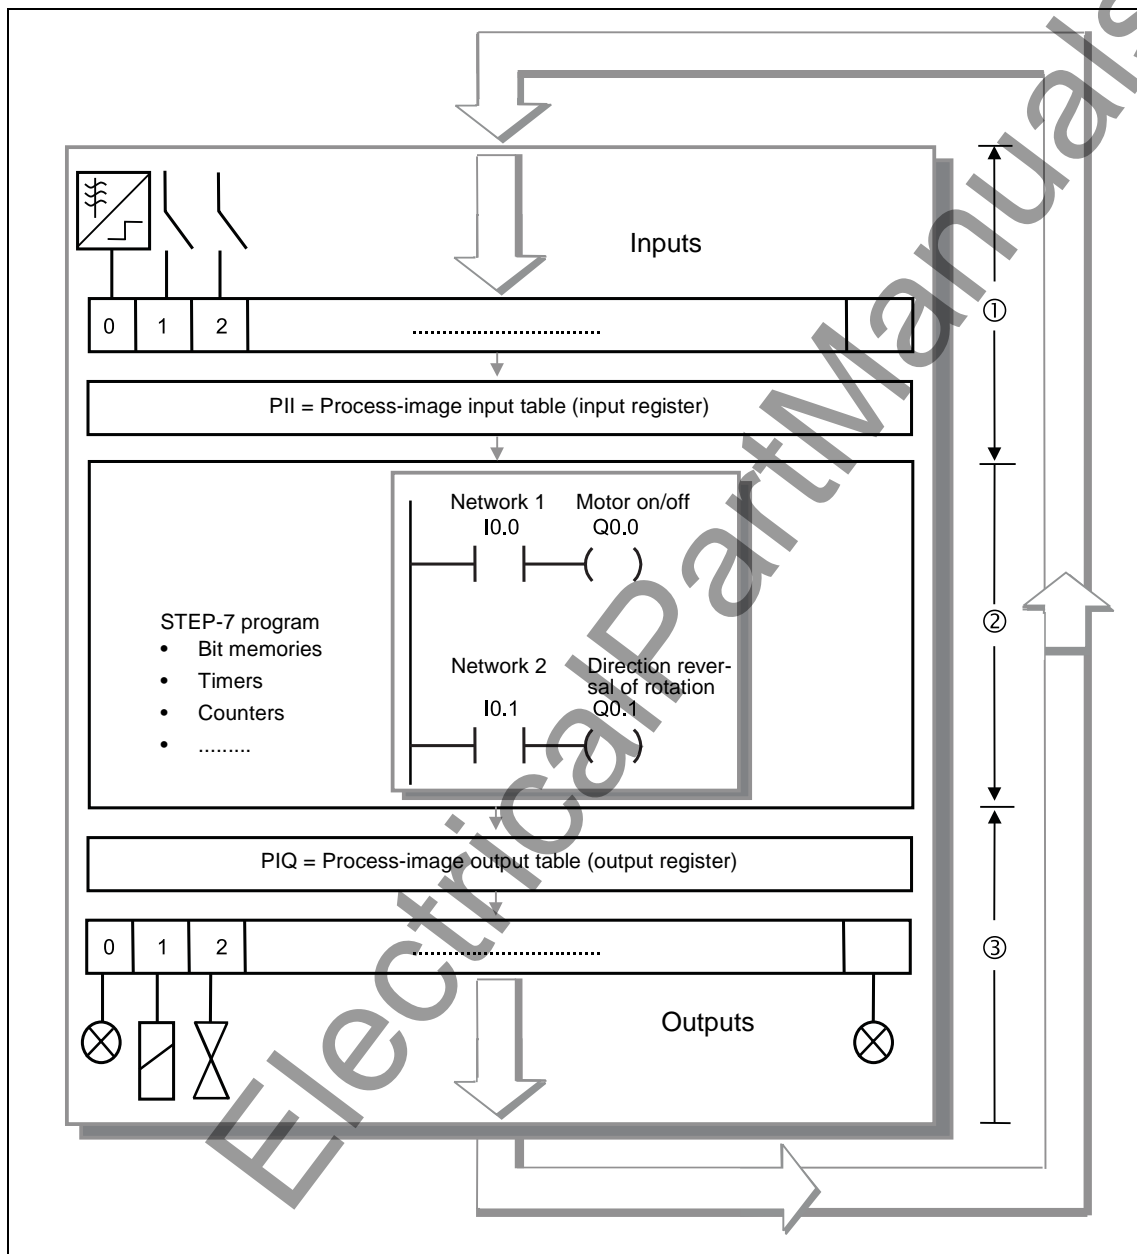 Inputs
0 1 2 ........................
①
PII = Process-image input table (input register)
Network 1 Motor on/off
I0.0 Q0.0
STEP-7 program
• Bit memories
• Timers
• Counters
• .........
②
Network 2 Direction rever-
sal of rotation
I0.1 Q0.1
PIQ = Process-image output table (output register)
0 1 2 ........................
③
Outputs
ElectricalPartManuals